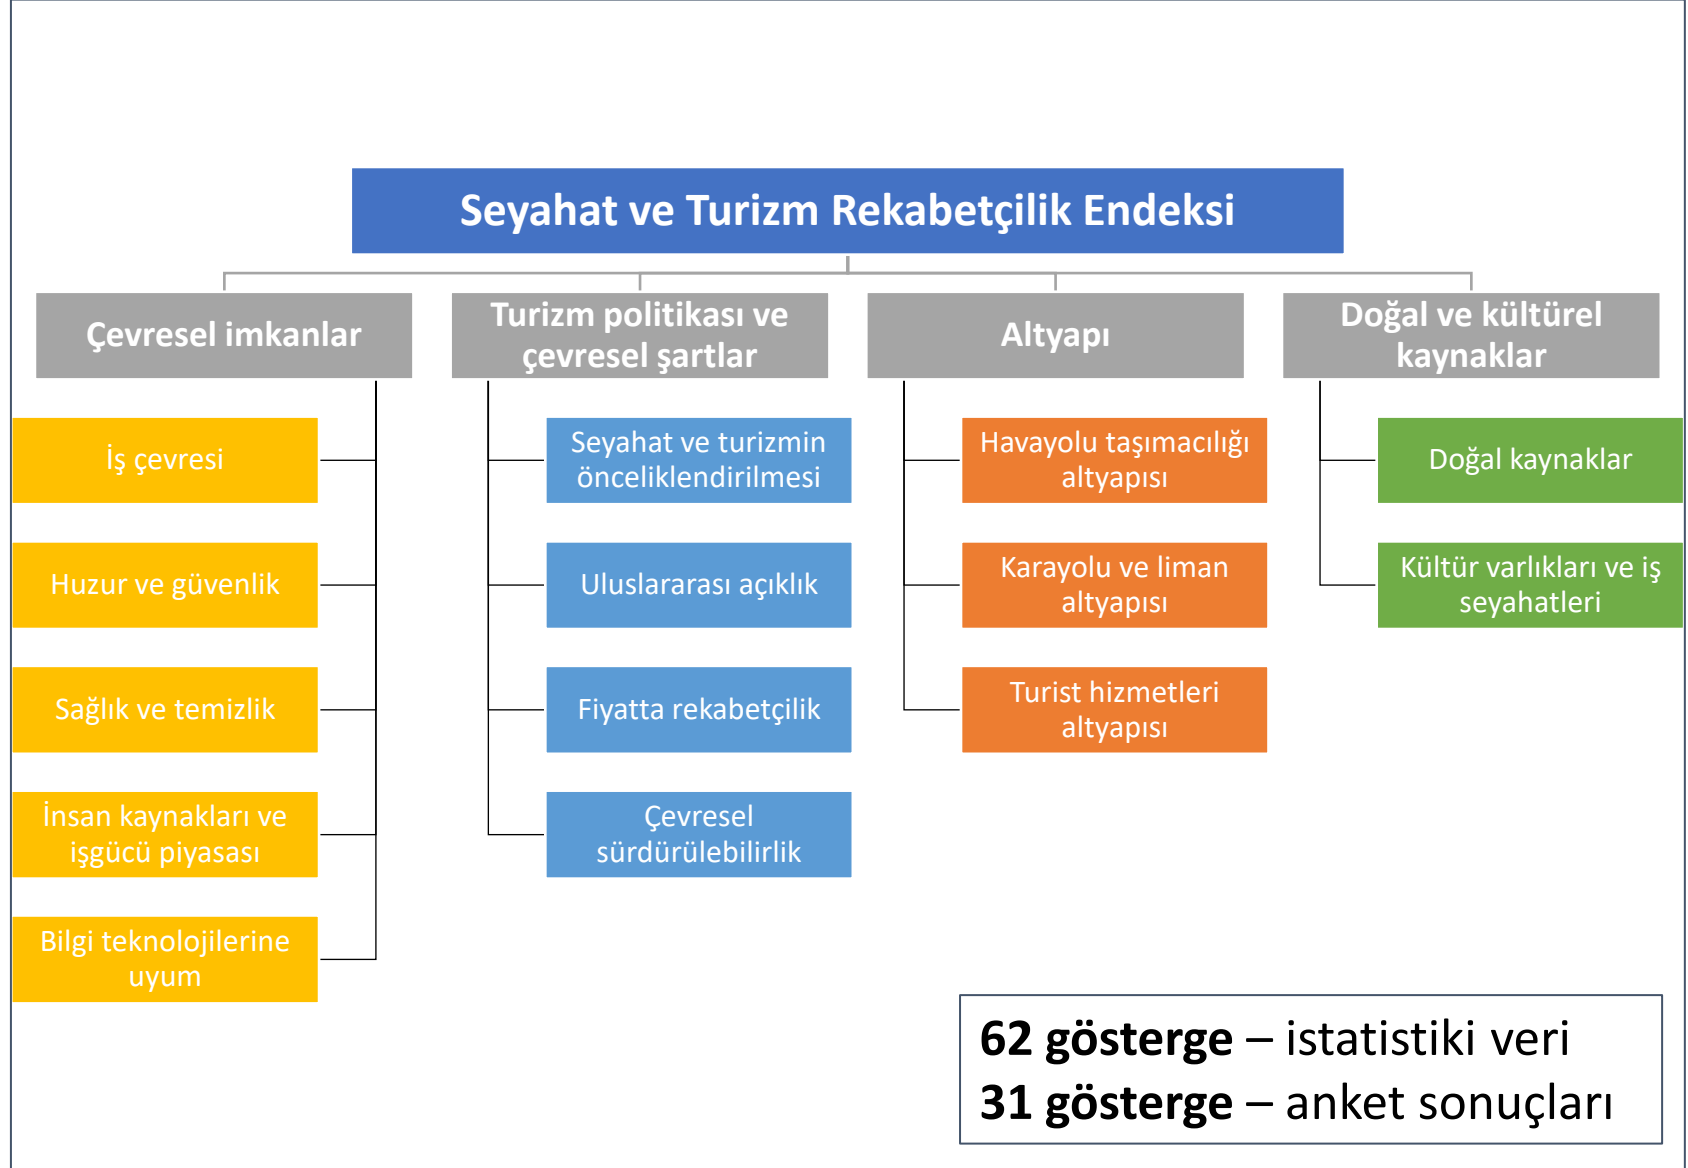 Seyahat ve Turizm Rekabetçilik Endeksi
Çevresel imkanlar
İş çevresi
Huzur ve güvenlik
Sağlık ve temizlik
İnsan kaynakları ve
işgücü piyasası
Bilgi teknolojilerine
uyum
Turizm politikası ve
çevresel şartlar
Seyahat ve turizmin
önceliklendirilmesi
Uluslararası açıklık
Fiyatta rekabetçilik
Çevresel
sürdürülebilirlik
Altyapı
Havayolu taşımacılığı
altyapısı
Karayolu ve liman
altyapısı
Turist hizmetleri
altyapısı
Doğal ve kültürel
kaynaklar
Doğal kaynaklar
Kültür varlıkları ve iş
seyahatleri
62 gösterge – istatistiki veri
31 gösterge – anket sonuçları